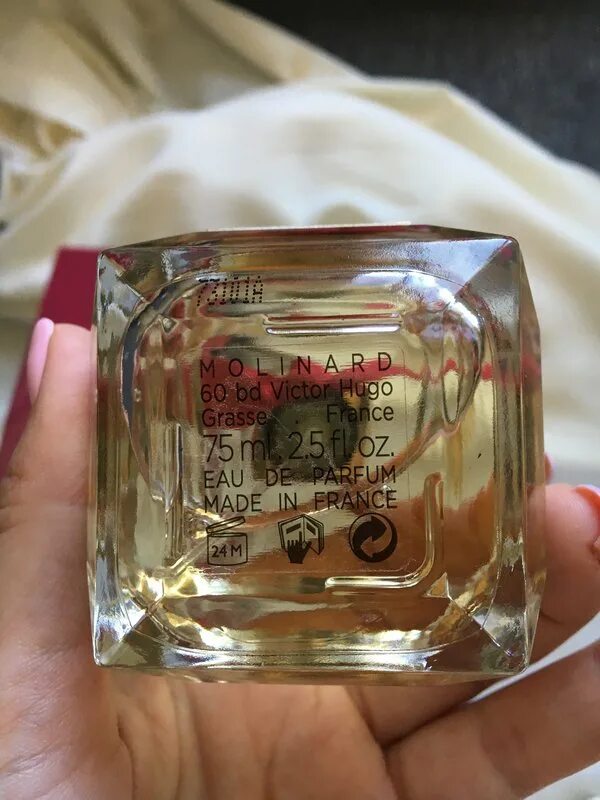 MOLINARD
60 bd Victor Hugo
Grasse . France
75 ml 2.5 fl. oz.
EAU DE PARFUM
MADE IN FRANCE
24 M